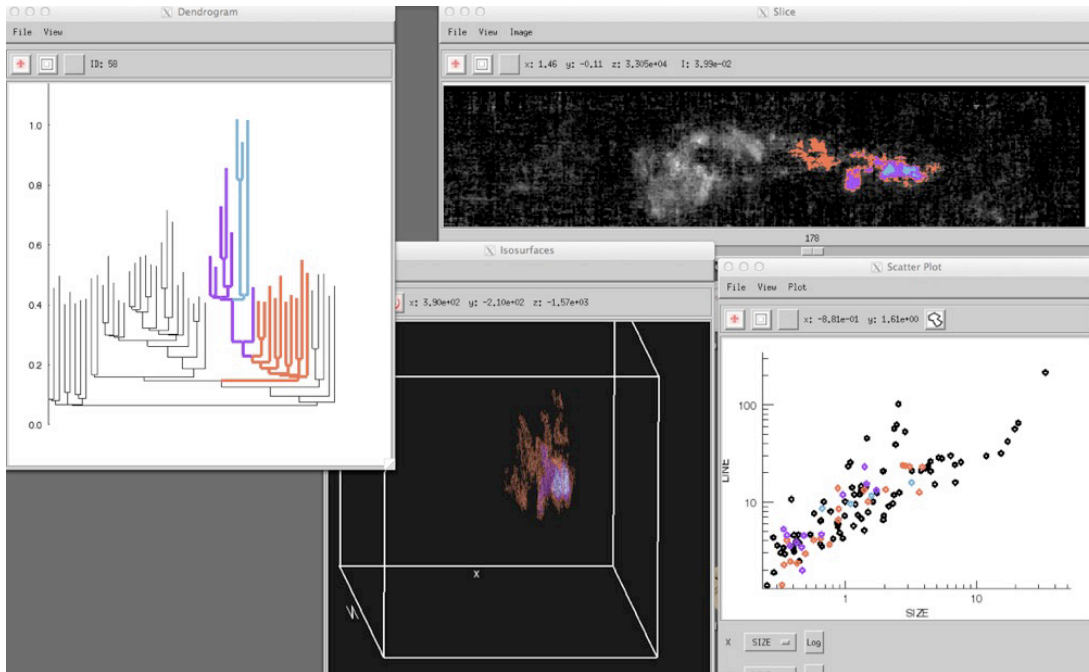 Dendrogram
File View
ID: 58
1.0
0.8
0.6
0.4
0.2
0.0
Slice
File View Image
x: 1.46 y: -0.11 z: 3.305e+04 I: 3.99e-02
178
Isosurfaces
x: 3.90e+02 y: -2.10e+02 z: -1.57e+03
X
Scatter Plot
File View Plot
x: -8.81e-01 y: 1.61e+00
100
10
1
LINE
1
10
SIZE
X SIZE Log